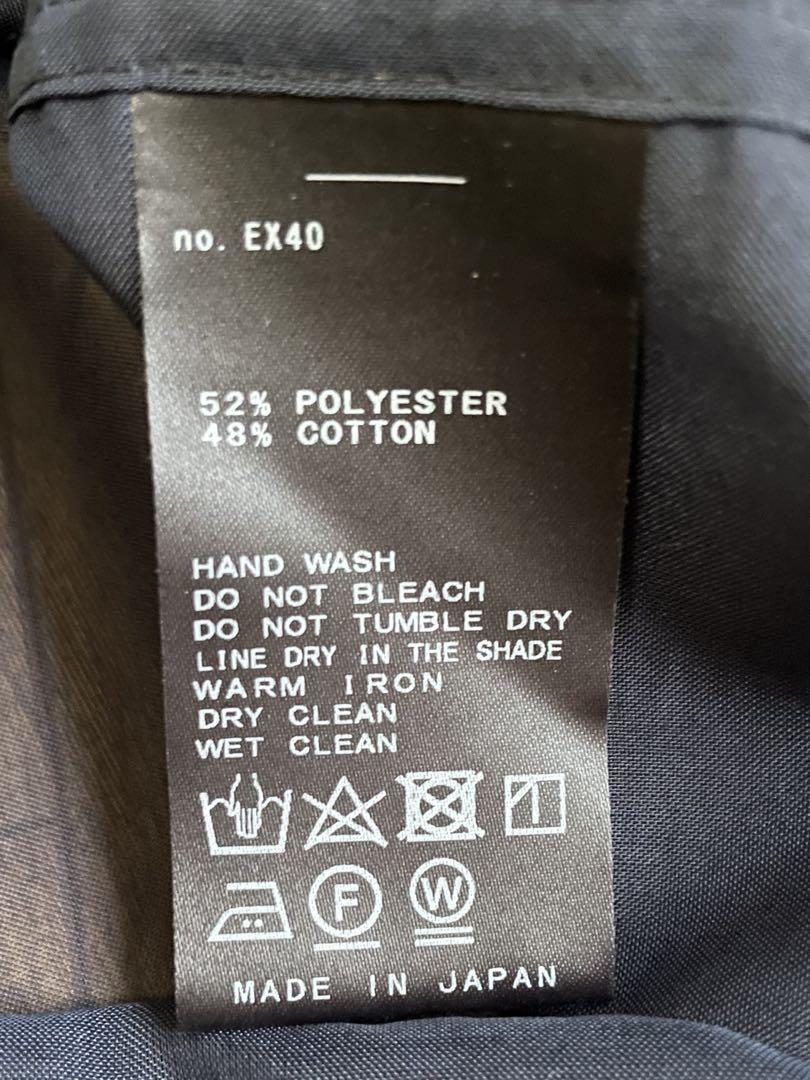 no. EX40
52% POLYESTER
48% COTTON
HAND WASH
DO NOT BLEACH
DO NOT TUMBLE DRY
LINE DRY IN THE SHADE
WARM IRON
DRY CLEAN
WET CLEAN
F W
MADE IN JAPAN